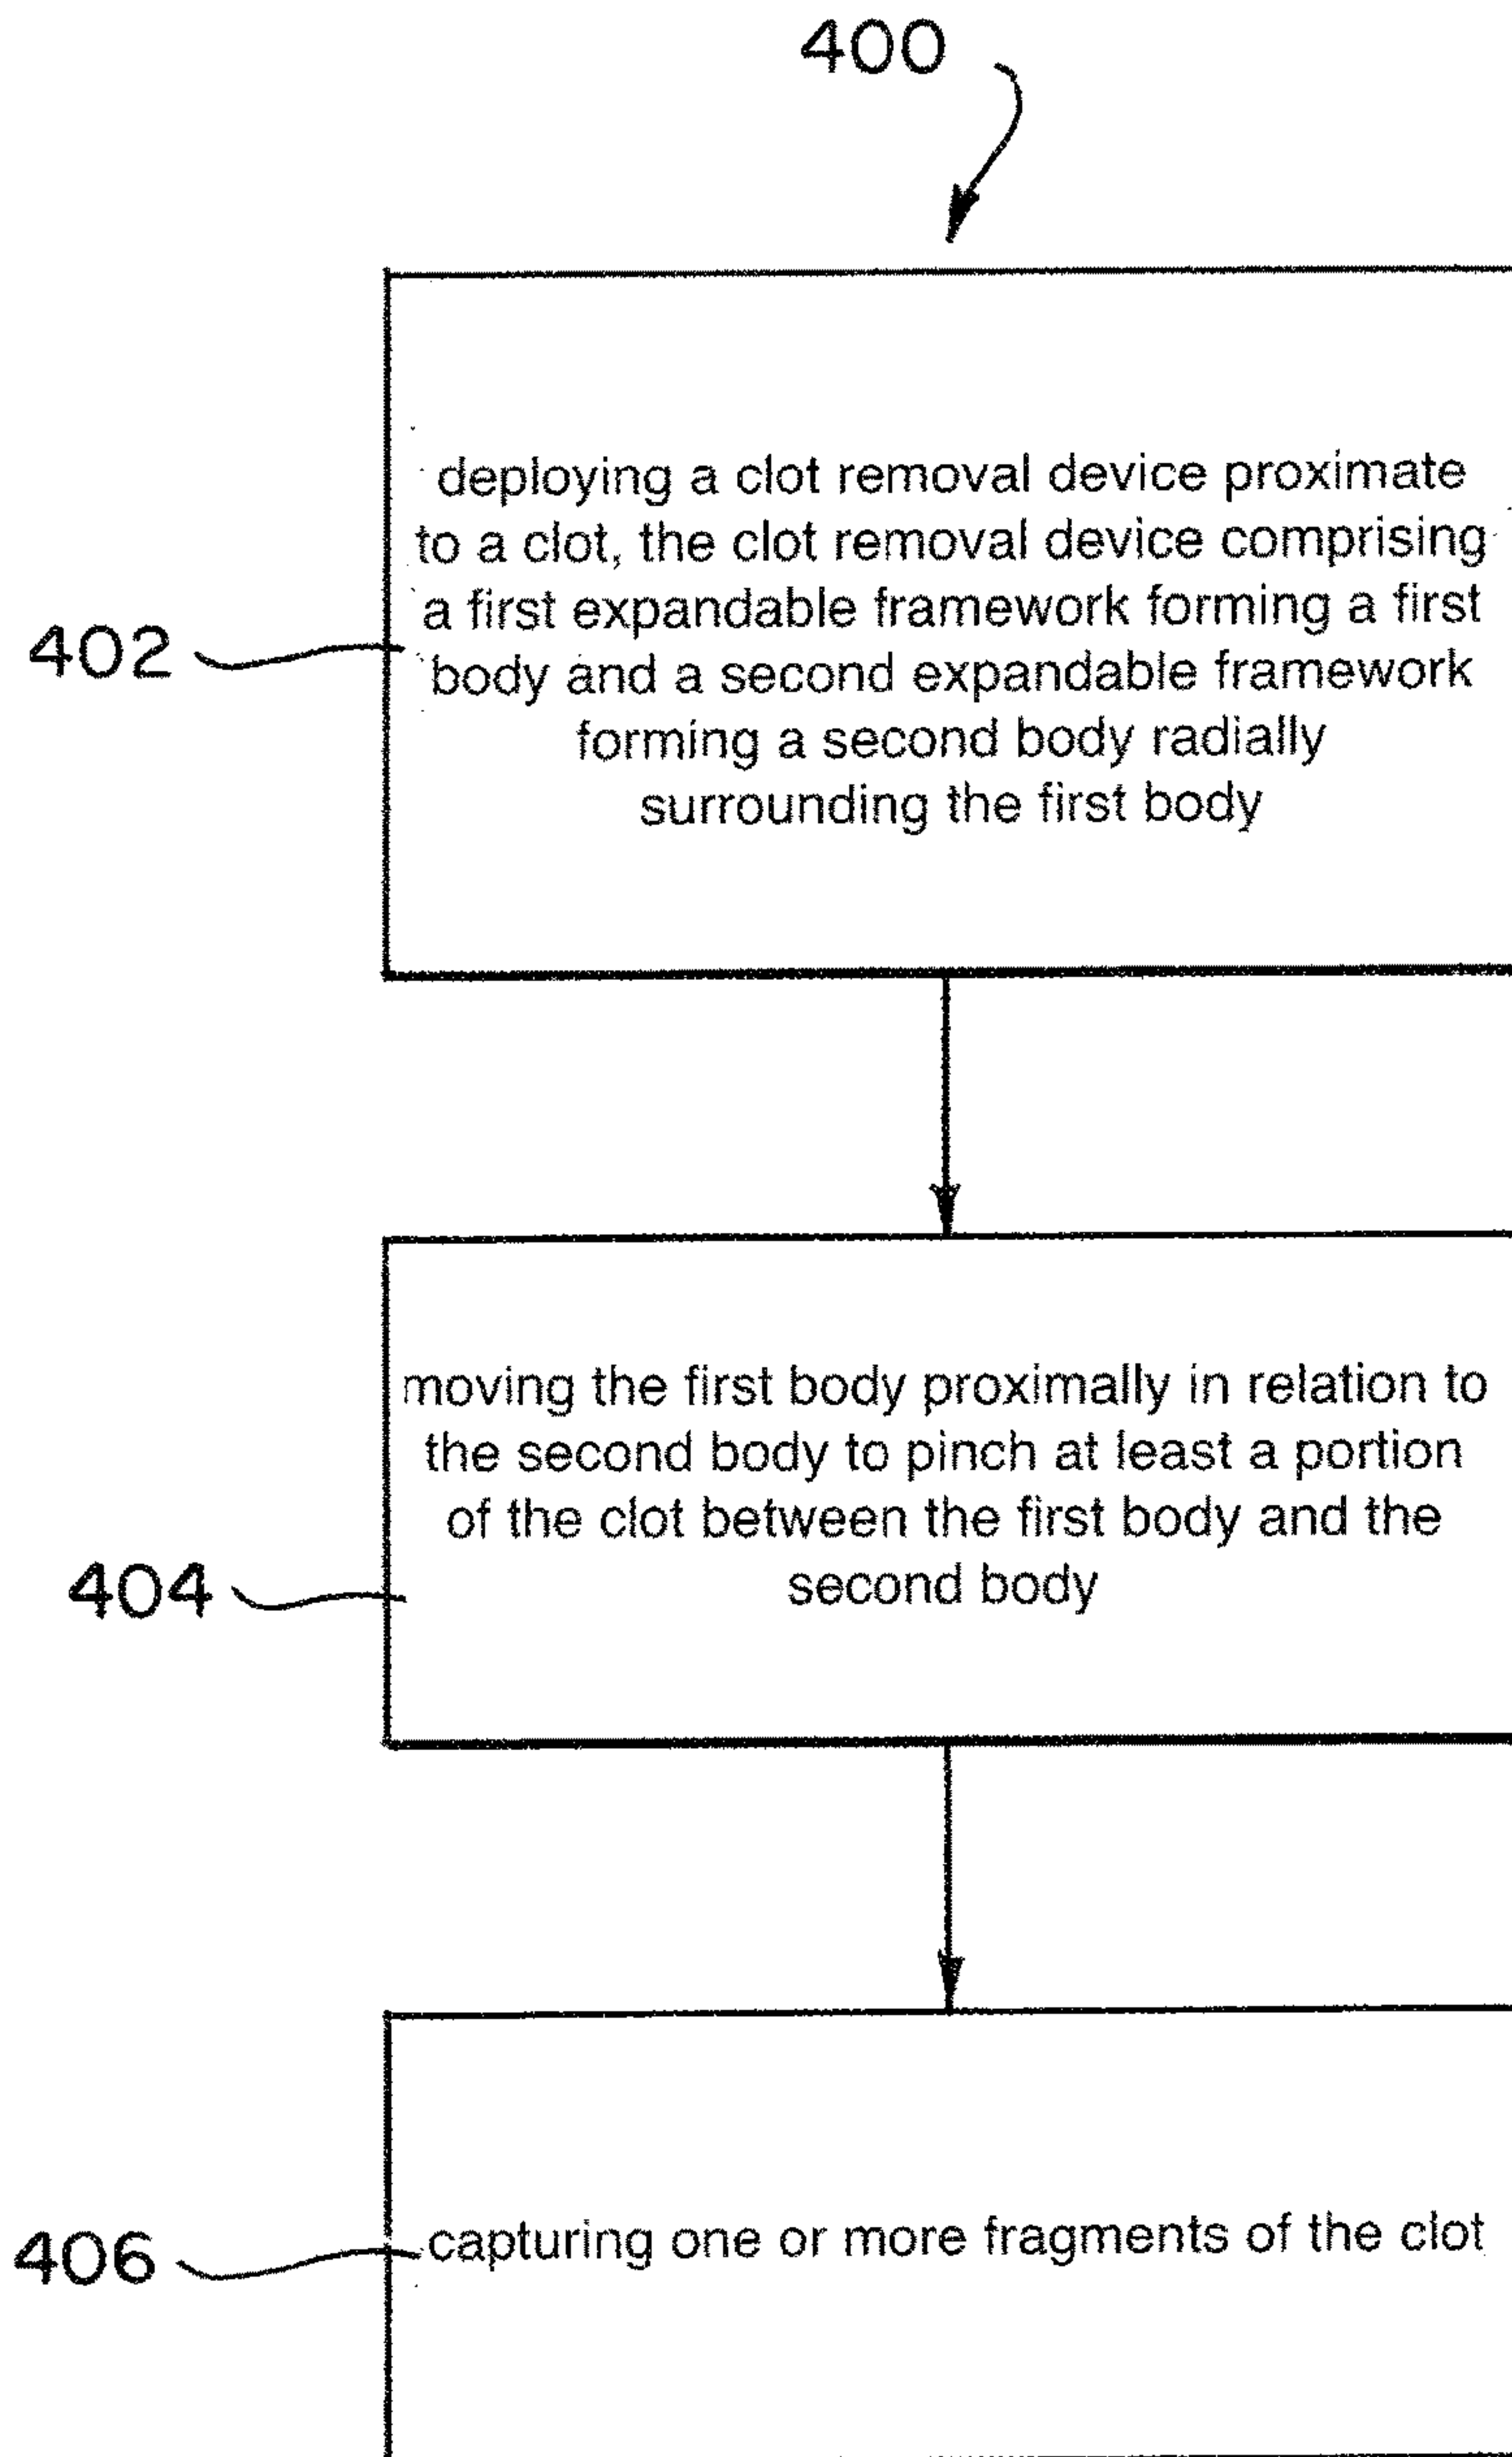 400
deploying a clot removal device proximate
to a clot, the clot removal device comprising
a first expandable framework forming a first
body and a second expandable framework
forming a second body radially
surrounding the first body
402
moving the first body proximally in relation to
the second body to pinch at least a portion
of the clot between the first body and the
second body
404
capturing one or more fragments of the clot
406